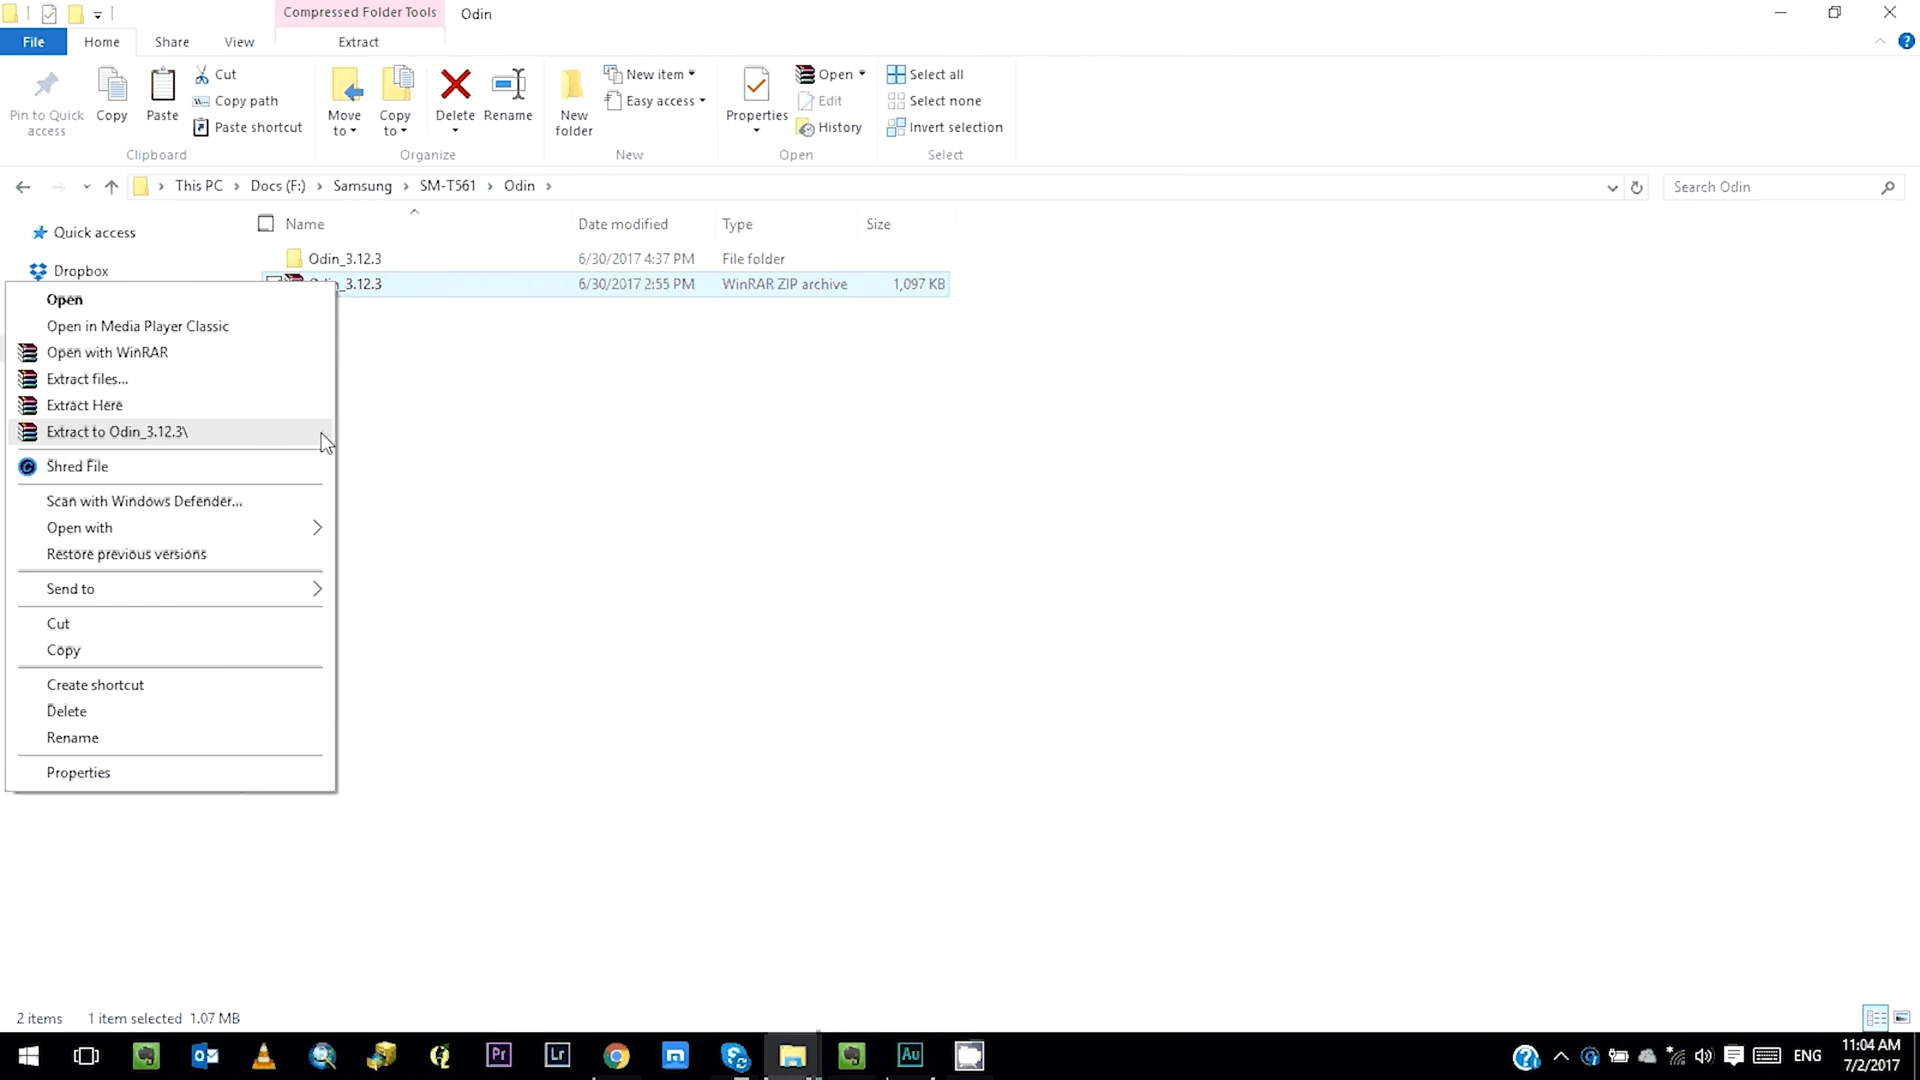 Compressed Folder Tools
Odin
File
Home
Share
View
Extract
Pin to Quick access
Copy
Paste
Cut
Copy path
Paste shortcut
Clipboard
Move to
Copy to
Delete
Rename
Organize
New folder
New item
Easy access
New
Properties
Open
Edit
History
Open
Select all
Select none
Invert selection
Select
This PC > Docs (F:) > Samsung > SM-T561 > Odin >
Search Odin
Quick access
Dropbox
Name
Date modified
Type
Size
Odin_3.12.3
6/30/2017 4:37 PM
File folder
Odin_3.12.3
6/30/2017 2:55 PM
WinRAR ZIP archive
1,097 KB
Open
Open in Media Player Classic
Open with WinRAR
Extract files...
Extract Here
Extract to Odin_3.12.3\
Shred File
Scan with Windows Defender...
Open with
Restore previous versions
Send to
Cut
Copy
Create shortcut
Delete
Rename
Properties
2 items
1 item selected 1.07 MB
Pr
Lr
Au
ENG
11:04 AM
7/2/2017